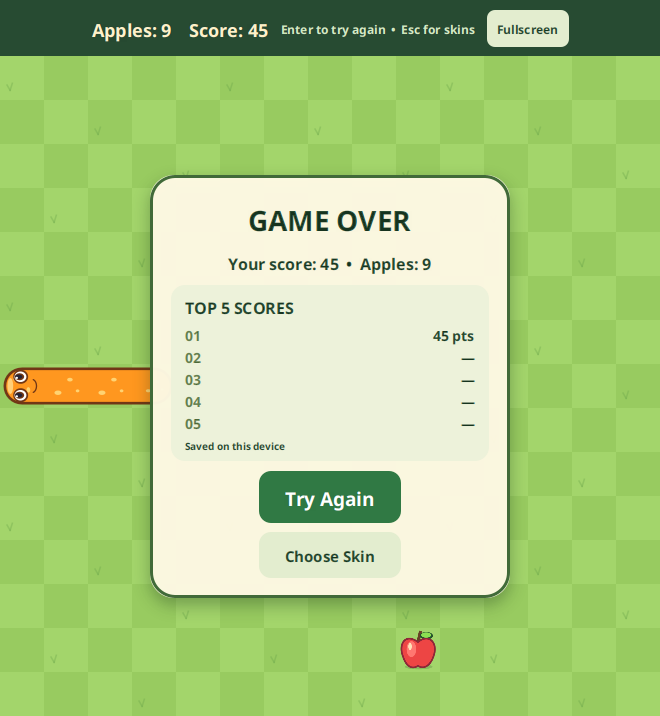 Apples: 9 Score: 45 Enter to try again • Esc for skins Fullscreen
GAME OVER
Your score: 45 • Apples: 9
TOP 5 SCORES
01 45 pts
02 —
03 —
04 —
05 —
Saved on this device
Try Again
Choose Skin